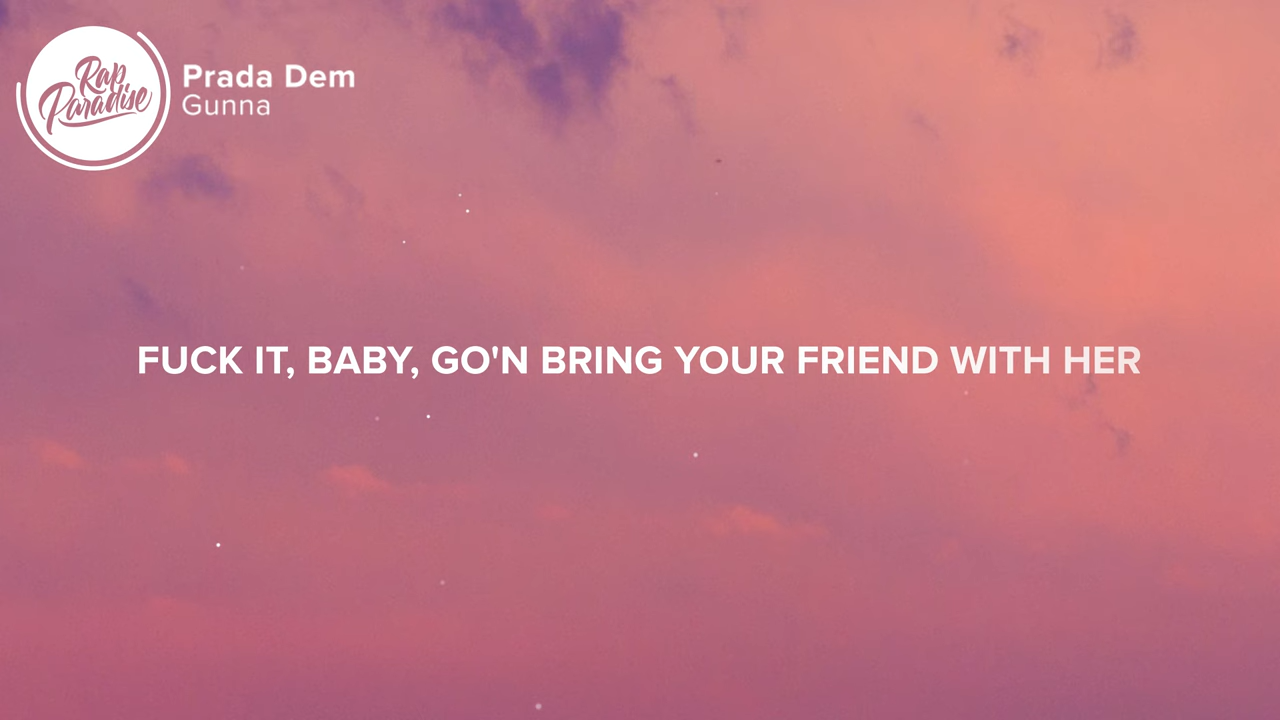 Rap
Paradise
Prada Dem
Gunna
FUCK IT, BABY, GO'N BRING YOUR FRIEND WITH HER